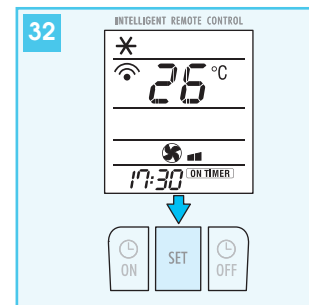 32
INTELLIGENT REMOTE CONTROL
26 °C
17:30 ON TIMER
ON SET OFF